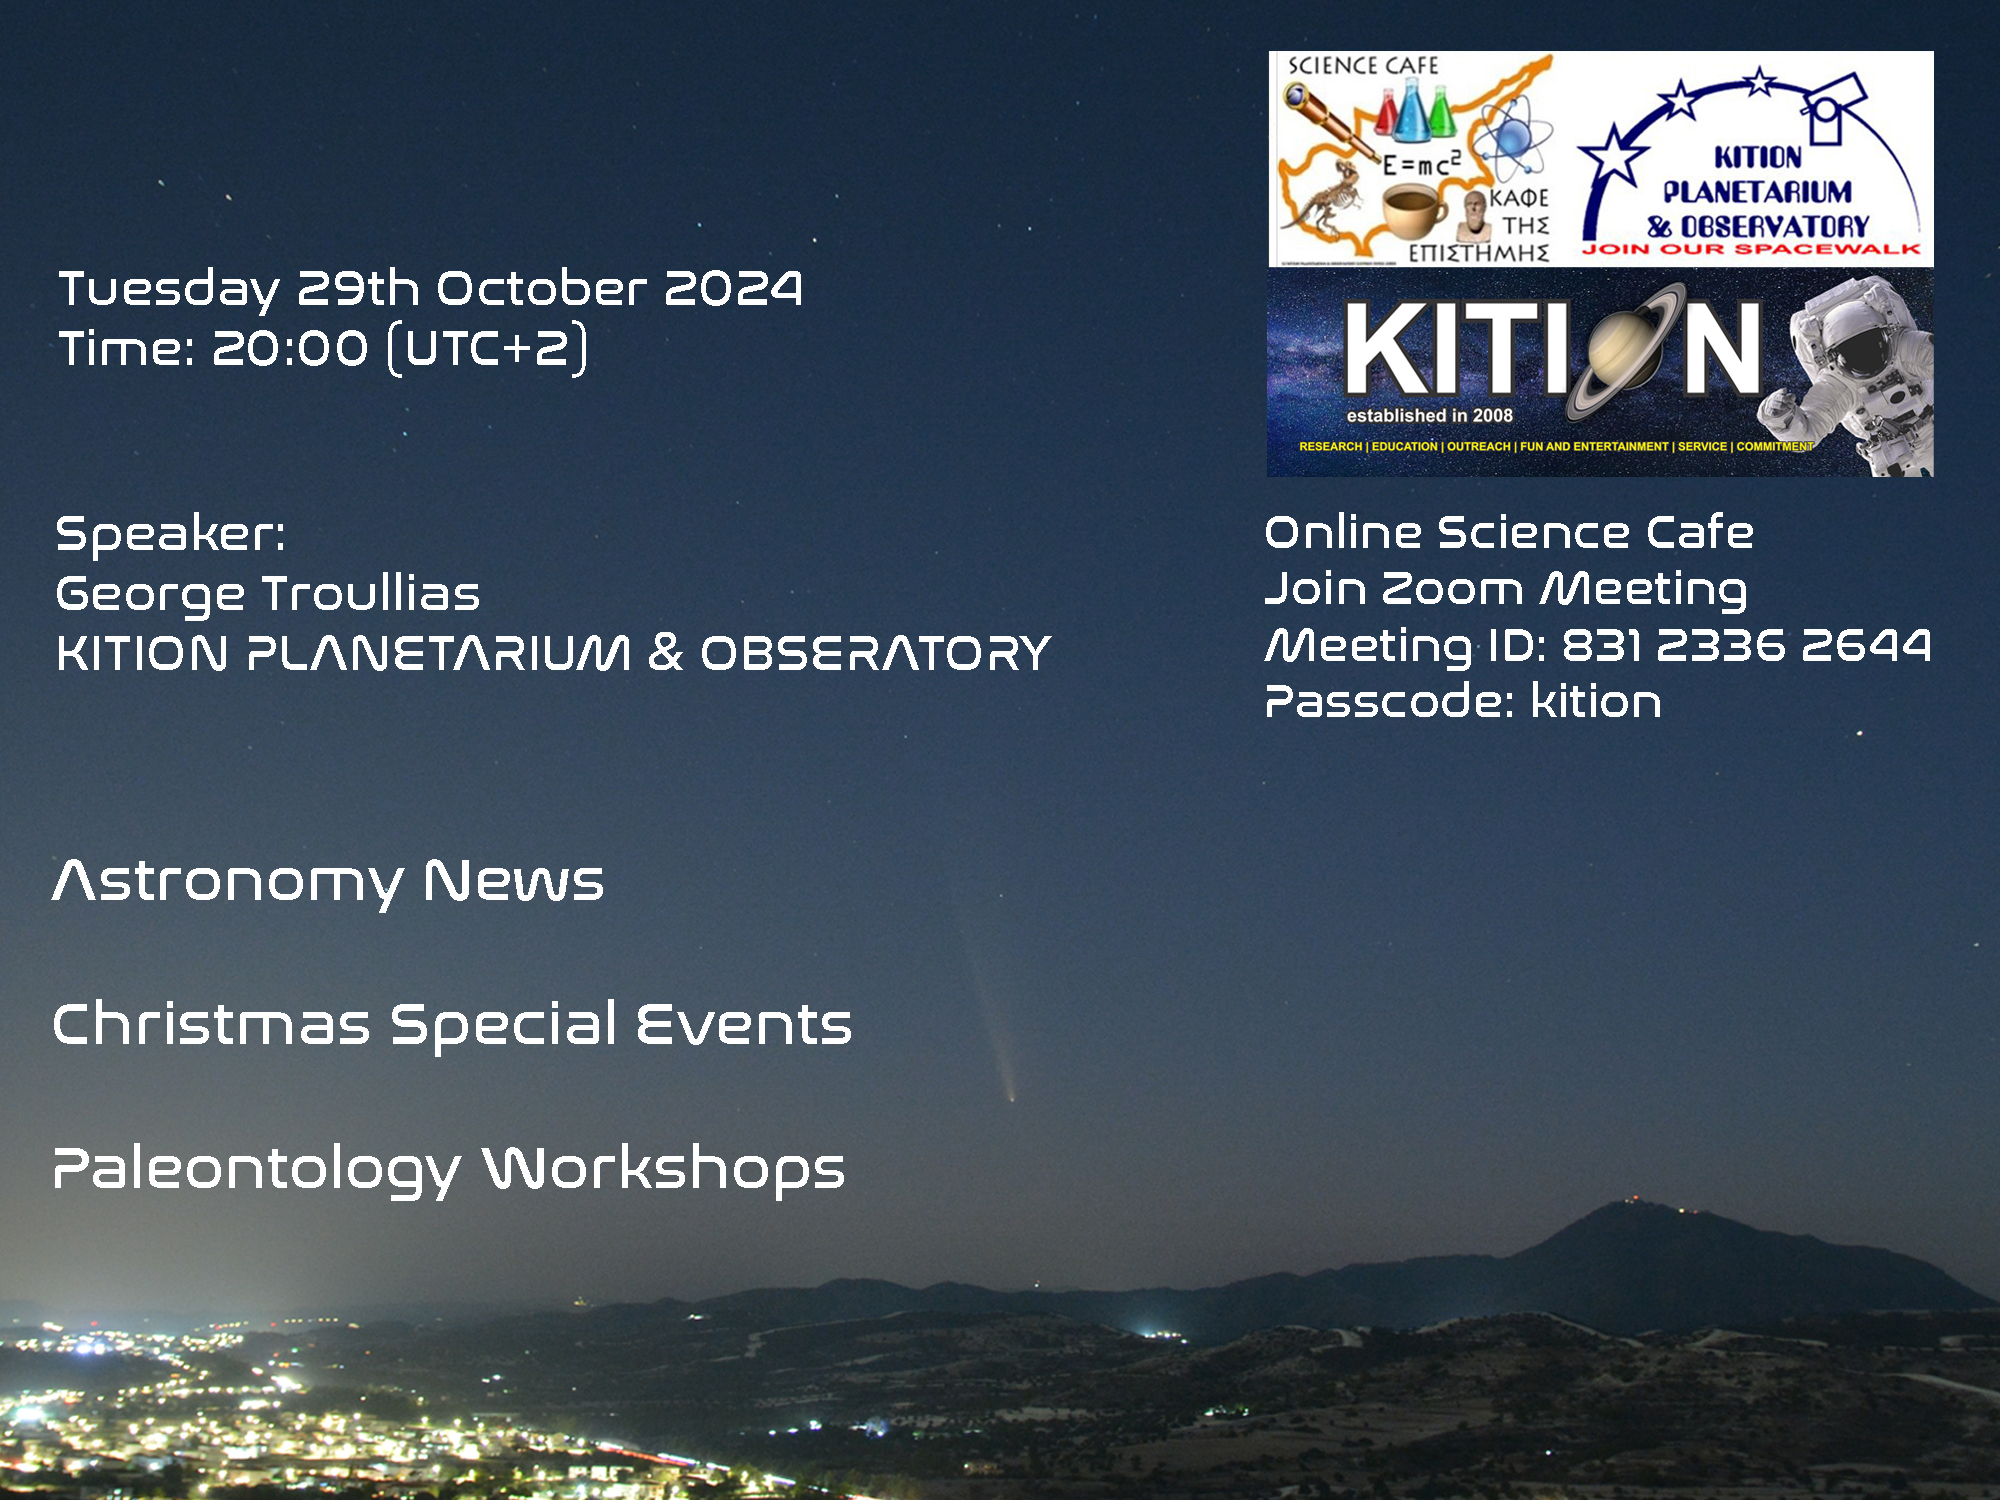 Tuesday 29th October 2024
Time: 20:00 (UTC+2)
Speaker:
George Troullias
KITION PLANETARIUM & OBSERATORY
Astronomy News
Christmas Special Events
Paleontology Workshops
SCIENCE CAFE
E=mc²
ΚΑΦΕ
ΤΗΣ
ΕΠΙΣΤΗΜΗΣ
KITION
PLANETARIUM
& OBSERVATORY
JOIN OUR SPACEWALK
KITION
established in 2008
RESEARCH | EDUCATION | OUTREACH | FUN AND ENTERTAINMENT | SERVICE | COMMITMENT
Online Science Cafe
Join Zoom Meeting
Meeting ID: 831 2336 2644
Passcode: kition